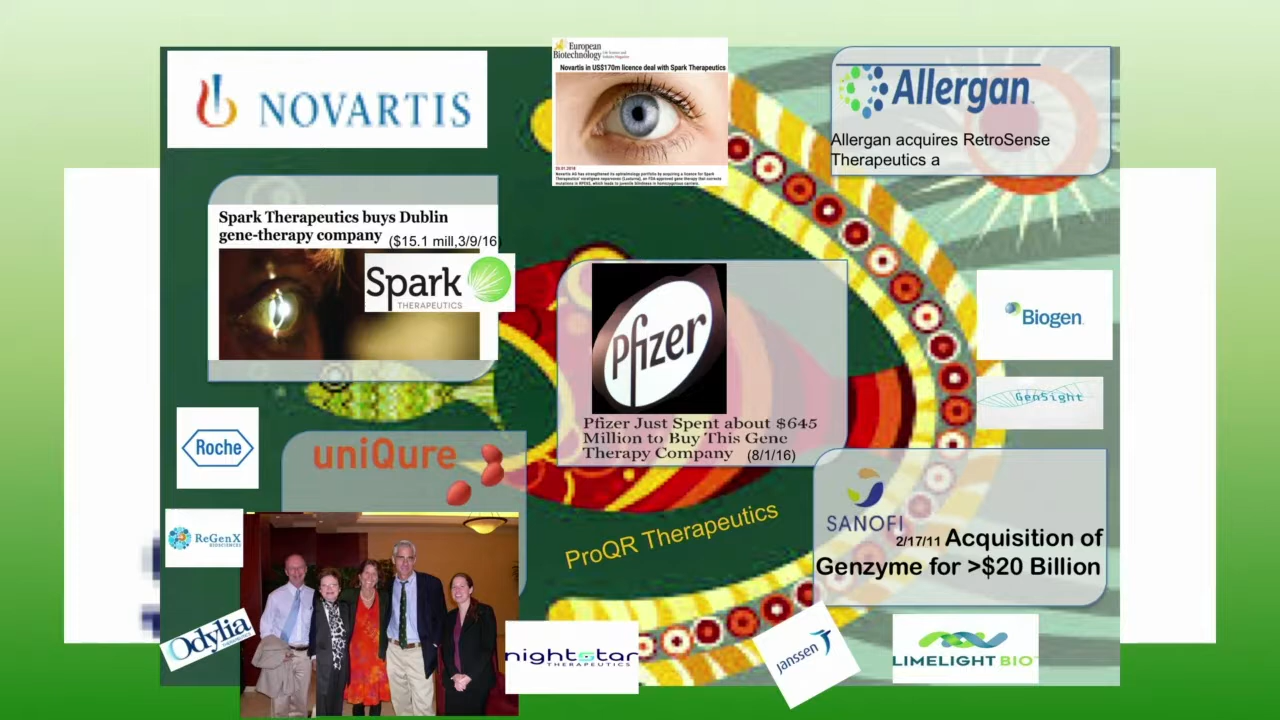 NOVARTIS
European
Biotechnology
Novartis in US$170m licence deal with Spark Therapeutics
Allergan
Allergan acquires RetroSense
Therapeutics a
Spark Therapeutics buys Dublin
gene-therapy company ($15.1 mill,3/9/16)
Spark
THERAPEUTICS
Pfizer
Pfizer Just Spent about $645
Million to Buy This Gene
Therapy Company (8/1/16)
Biogen
GenSight
Roche
uniQure
SANOFI
2/17/11 Acquisition of
Genzyme for >$20 Billion
ReGenX
BIOSCIENCES
ProQR Therapeutics
Odylia
nightstar
THERAPEUTICS
janssen
LIMELIGHT BIO